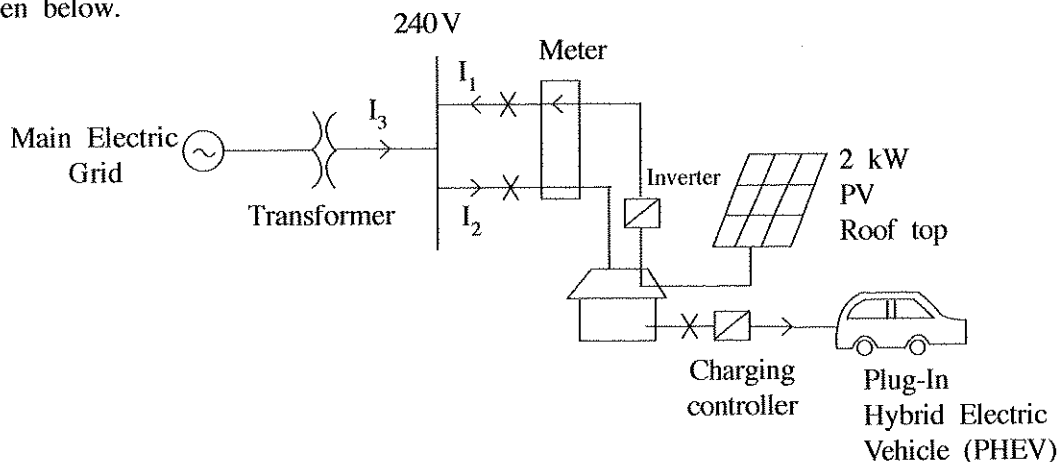 en below.
240 V
Meter
I₁
I₃
Main Electric
Grid
Transformer
I₂
Inverter
2 kW
PV
Roof top
Charging
controller
Plug-In
Hybrid Electric
Vehicle (PHEV)